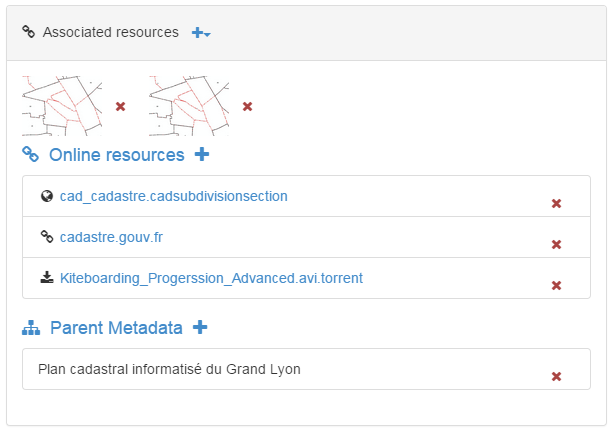 Associated resources
Online resources
cad_cadastre.cadsubdivisionsection
cadastre.gouv.fr
Kiteboarding_Progerssion_Advanced.avi.torrent
Parent Metadata
Plan cadastral informatisé du Grand Lyon